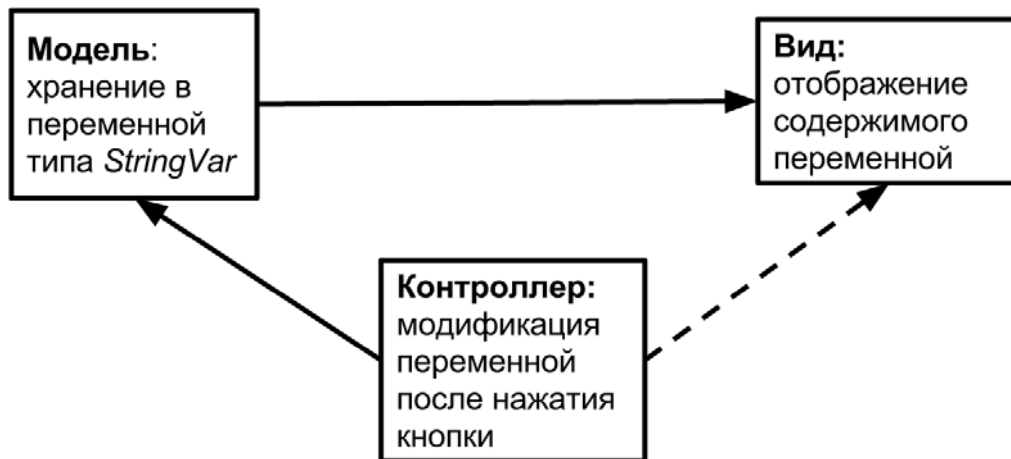 Модель:
хранение в
переменной
типа StringVar
Вид:
отображение
содержимого
переменной
Контроллер:
модификация
переменной
после нажатия
кнопки